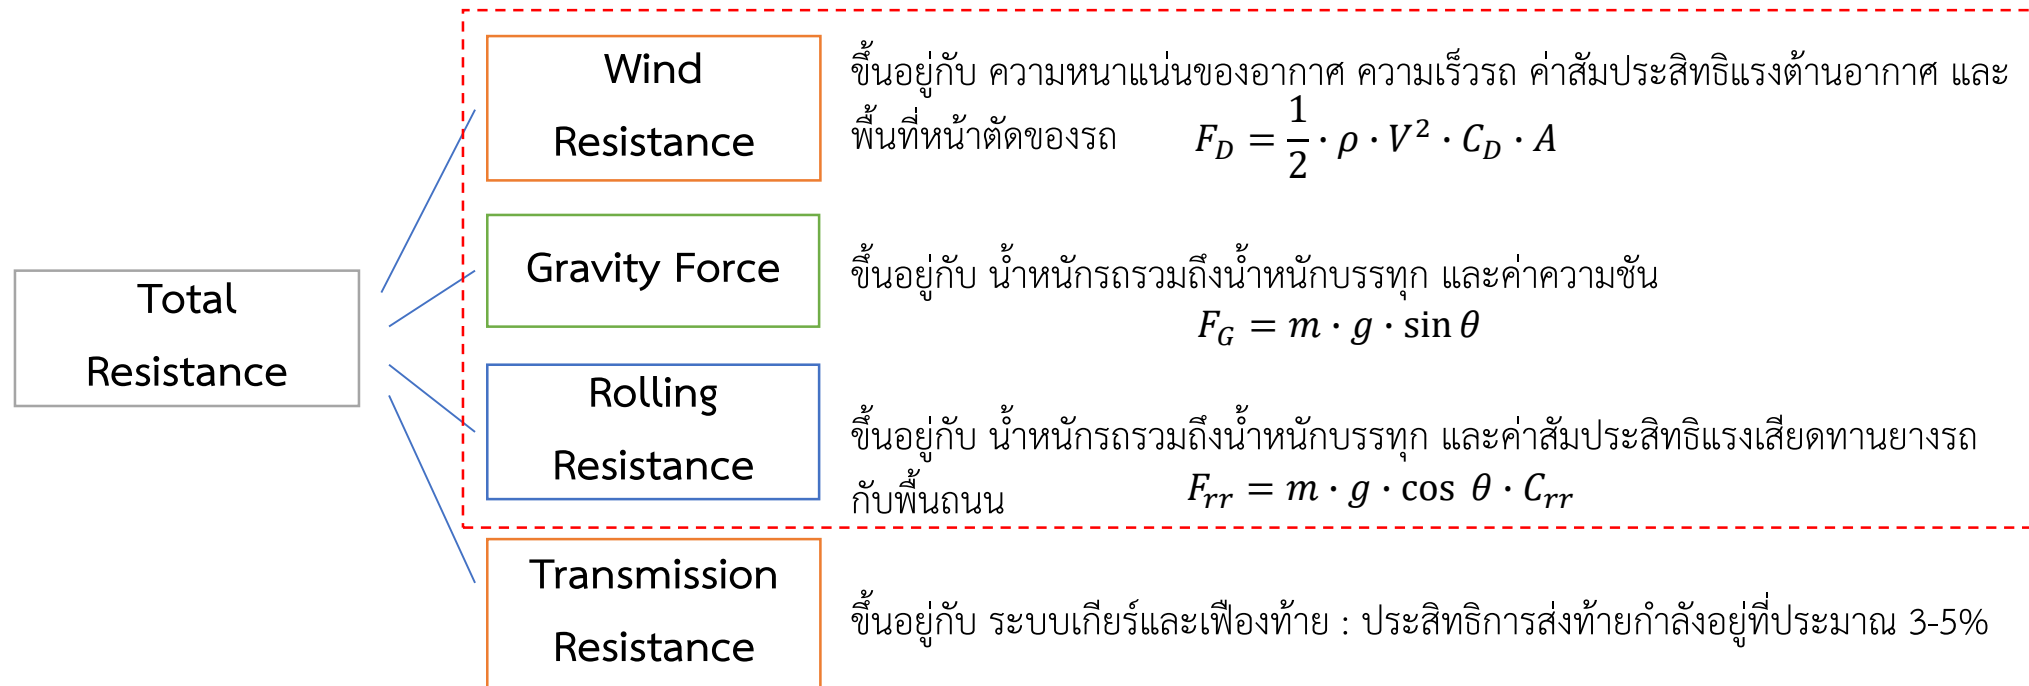 Total
Resistance
Wind
Resistance
ขึ้นอยู่กับ ความหนาแน่นของอากาศ ความเร็วรถ ค่าสัมประสิทธิแรงต้านอากาศ และ
พื้นที่หน้าตัดของรถ
F_D = \frac{1}{2} · ρ · V² · C_D · A
Gravity Force
ขึ้นอยู่กับ น้ำหนักรถรวมถึงน้ำหนักบรรทุก และค่าความชัน
F_G = m · g · sin θ
Rolling
Resistance
ขึ้นอยู่กับ น้ำหนักรถรวมถึงน้ำหนักบรรทุก และค่าสัมประสิทธิแรงเสียดทานยางรถ
กับพื้นถนน
F_{rr} = m · g · cos θ · C_{rr}
Transmission
Resistance
ขึ้นอยู่กับ ระบบเกียร์และเฟืองท้าย : ประสิทธิการส่งท้ายกำลังอยู่ที่ประมาณ 3-5%